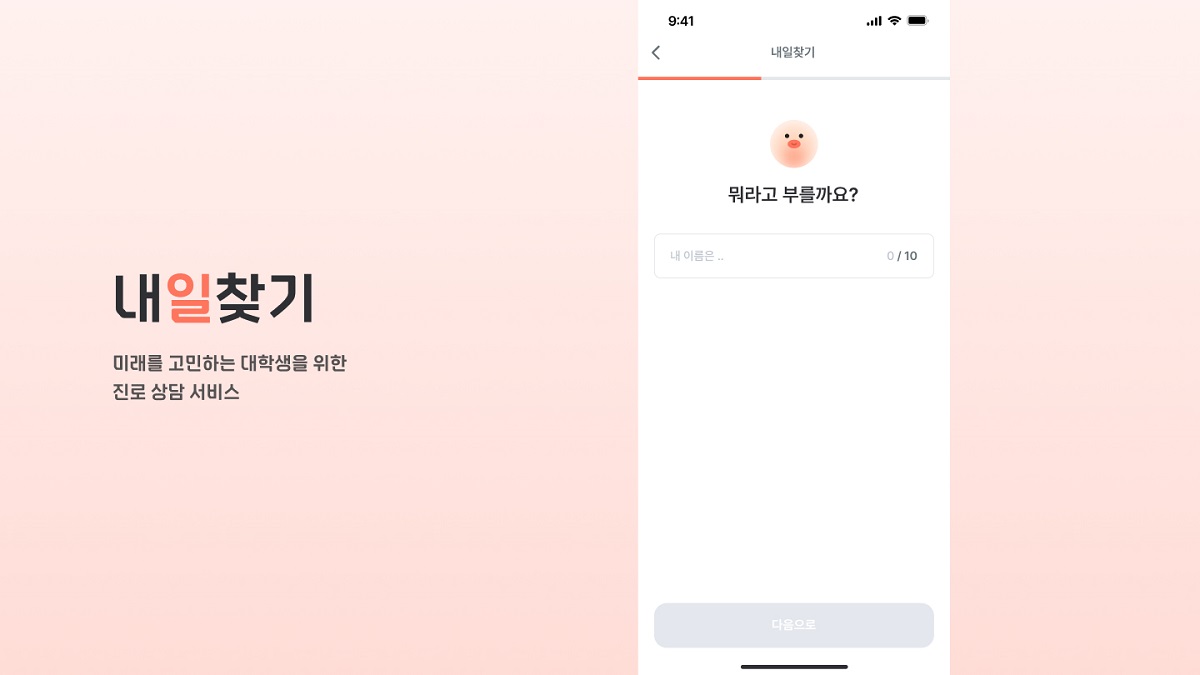 내일찾기
미래를 고민하는 대학생을 위한
진로 상담 서비스
9:41
내일찾기
뭐라고 부를까요?
내 이름은 ..
0 / 10
다음으로